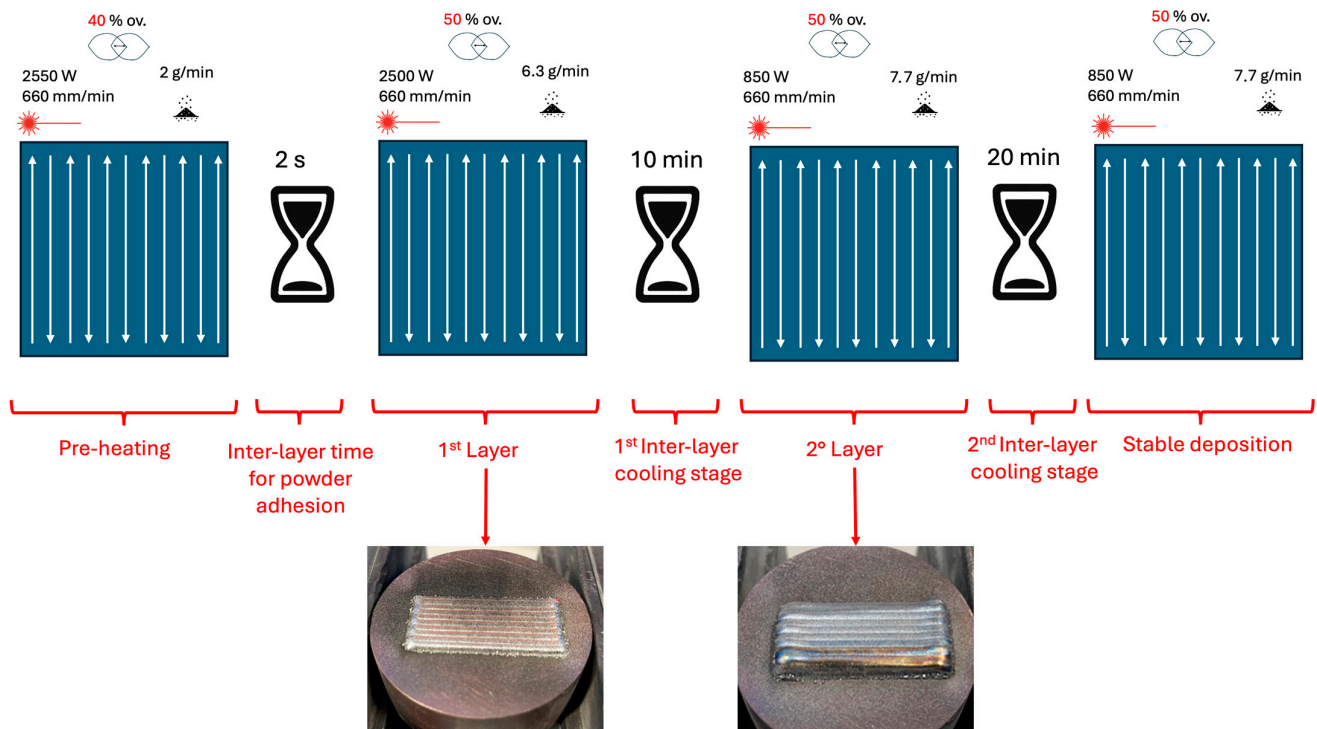 40 % ov.
2550 W
660 mm/min
2 g/min
2 s
50 % ov.
2500 W
660 mm/min
6.3 g/min
10 min
50 % ov.
850 W
660 mm/min
7.7 g/min
20 min
50 % ov.
850 W
660 mm/min
7.7 g/min
Pre-heating
Inter-layer time
for powder
adhesion
1st Layer
1st Inter-layer
cooling stage
2º Layer
2nd Inter-layer
cooling stage
Stable deposition